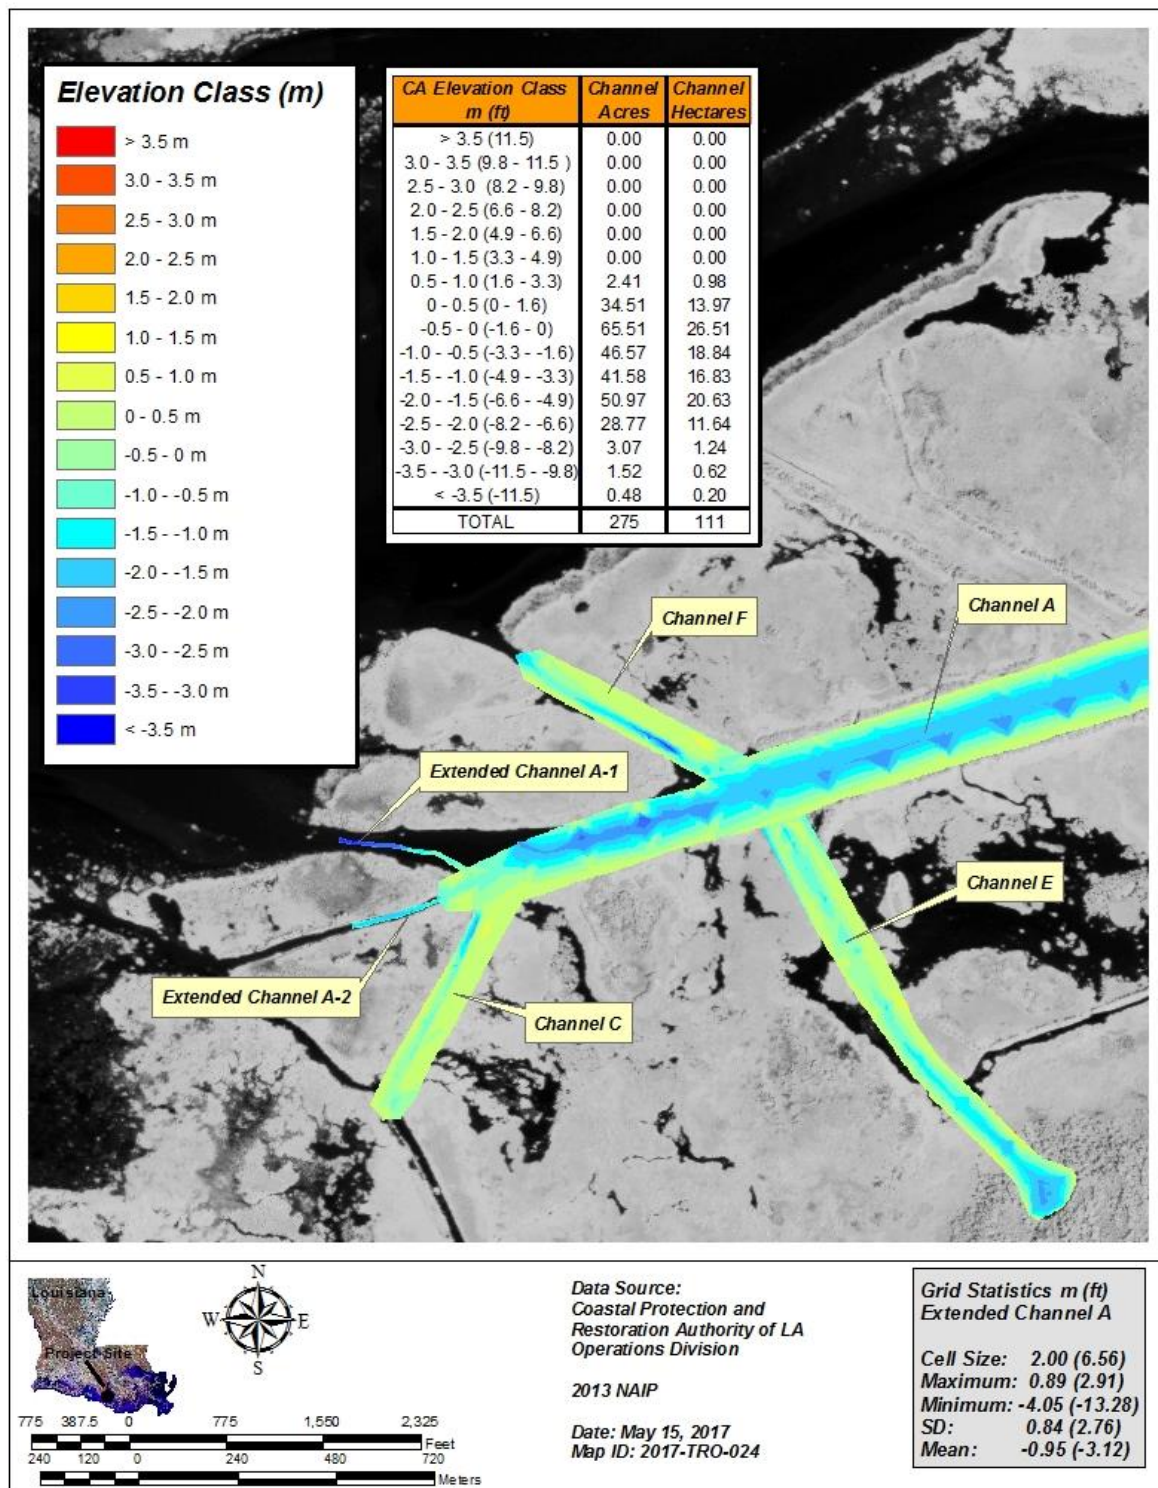 Elevation Class (m)
> 3.5 m
3.0 - 3.5 m
2.5 - 3.0 m
2.0 - 2.5 m
1.5 - 2.0 m
1.0 - 1.5 m
0.5 - 1.0 m
0 - 0.5 m
-0.5 - 0 m
-1.0 - -0.5 m
-1.5 - -1.0 m
-2.0 - -1.5 m
-2.5 - -2.0 m
-3.0 - -2.5 m
-3.5 - -3.0 m
< -3.5 m
CA Elevation Class m (ft) Channel Acres Channel Hectares
> 3.5 (11.5) 0.00 0.00
3.0 - 3.5 (9.8 - 11.5 ) 0.00 0.00
2.5 - 3.0 (8.2 - 9.8) 0.00 0.00
2.0 - 2.5 (6.6 - 8.2) 0.00 0.00
1.5 - 2.0 (4.9 - 6.6) 0.00 0.00
1.0 - 1.5 (3.3 - 4.9) 0.00 0.00
0.5 - 1.0 (1.6 - 3.3) 2.41 0.98
0 - 0.5 (0 - 1.6) 34.51 13.97
-0.5 - 0 (-1.6 - 0) 65.51 26.51
-1.0 - -0.5 (-3.3 - -1.6) 46.57 18.84
-1.5 - -1.0 (-4.9 - -3.3) 41.58 16.83
-2.0 - -1.5 (-6.6 - -4.9) 50.97 20.63
-2.5 - -2.0 (-8.2 - -6.6) 28.77 11.64
-3.0 - -2.5 (-9.8 - -8.2) 3.07 1.24
-3.5 - -3.0 (-11.5 - -9.8) 1.52 0.62
< -3.5 (-11.5) 0.48 0.20
TOTAL 275 111
Channel F
Channel A
Extended Channel A-1
Channel E
Extended Channel A-2
Channel C
Louisiana
Project Site
N
W E
S
775 387.5 0 775 1,550 2,325
Feet
240 120 0 240 480 720
Meters
Data Source:
Coastal Protection and
Restoration Authority of LA
Operations Division
2013 NAIP
Date: May 15, 2017
Map ID: 2017-TRO-024
Grid Statistics m (ft)
Extended Channel A
Cell Size: 2.00 (6.56)
Maximum: 0.89 (2.91)
Minimum: -4.05 (-13.28)
SD: 0.84 (2.76)
Mean: -0.95 (-3.12)